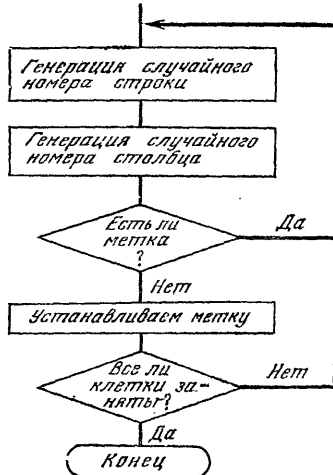 Генерация случайного
номера строки
Генерация случайного
номера столбца
Есть ли
метка
?
Да
Нет
Устанавливаем метку
Все ли
клетки за-
няты?
Нет
Да
Конец